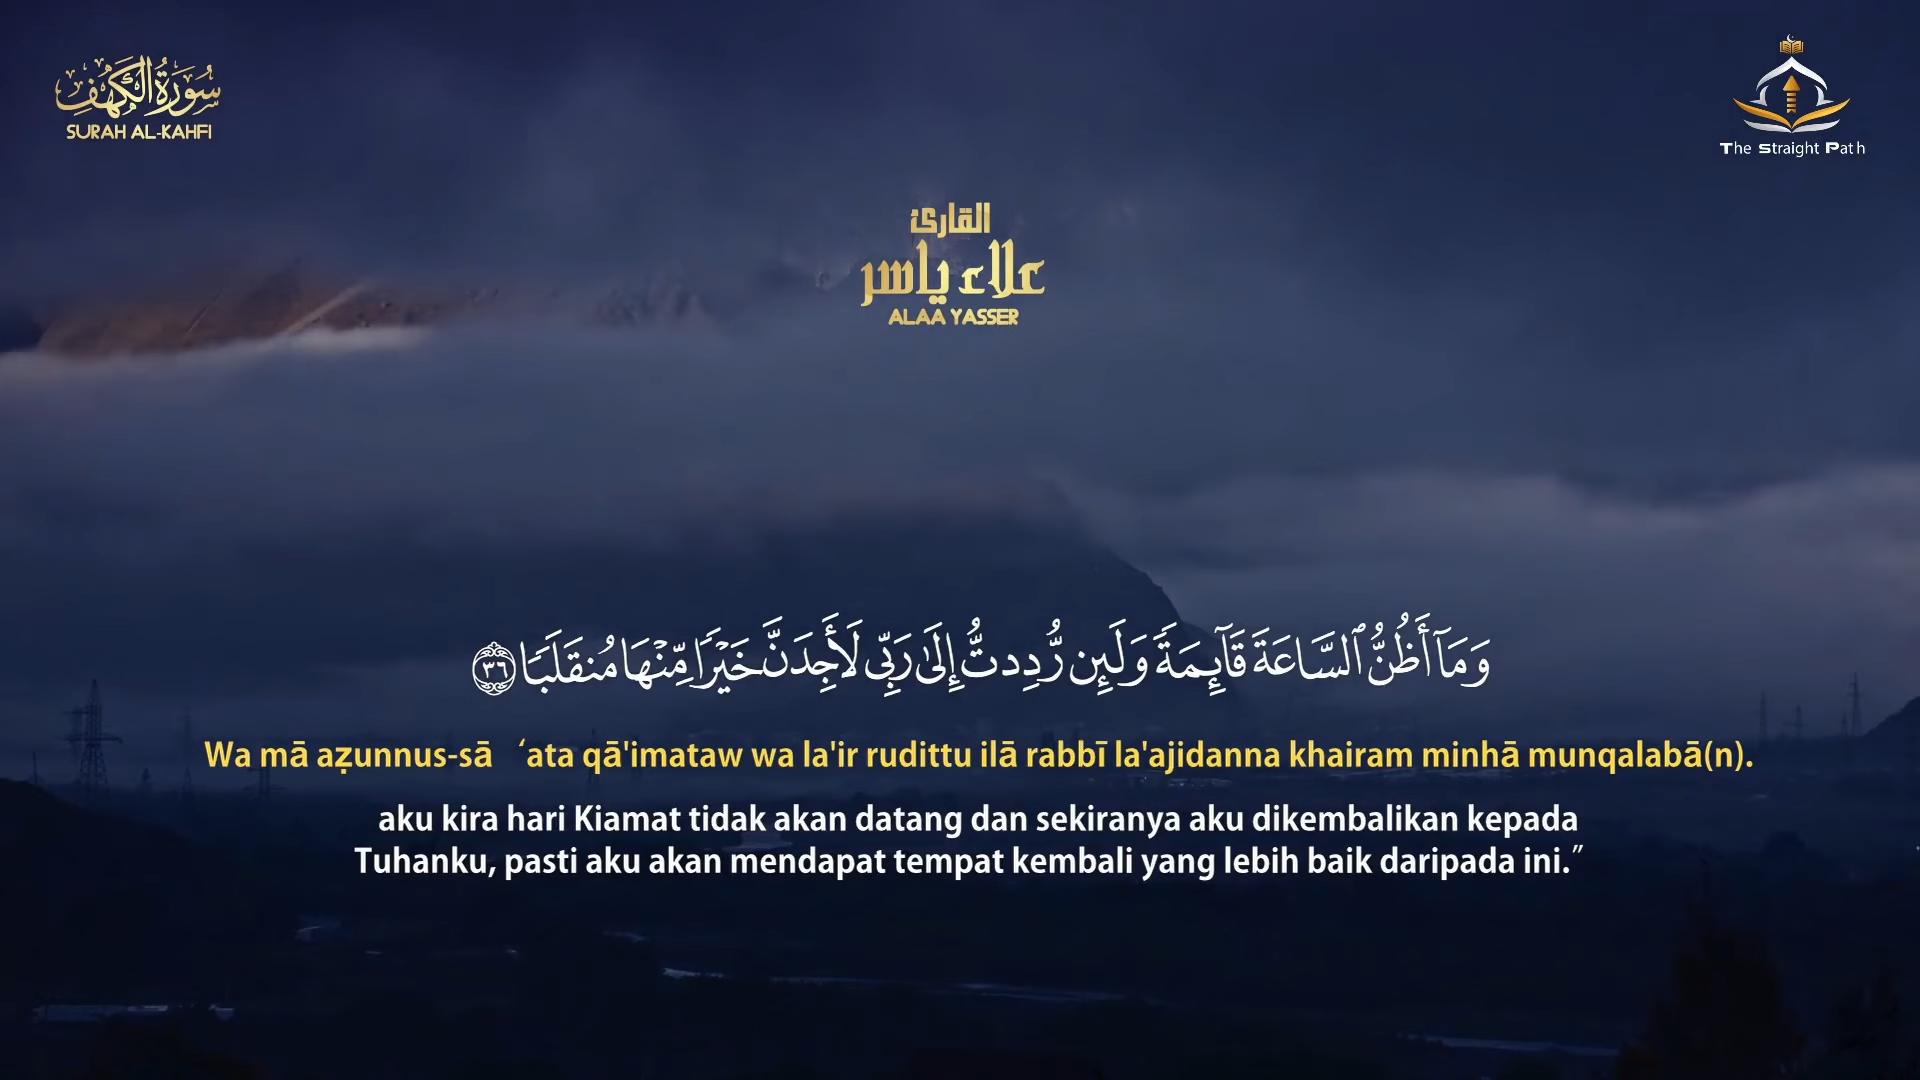 سُورَةُ الْكَهْفِ
SURAH AL-KAHFI
The Straight Path
القارئ
علاء ياسر
ALAA YASSER
وَمَآ أَظُنُّ ٱلسَّاعَةَ قَآئِمَةً وَلَئِن رُّدِدتُّ إِلَىٰ رَبِّى لَأَجِدَنَّ خَيْرًا مِّنْهَا مُنقَلَبًا ٣٦
Wa mā aẓunnus-sā ‘ata qā'imataw wa la'ir rudittu ilā rabbī la'ajidanna khairam minhā munqalabā(n).
aku kira hari Kiamat tidak akan datang dan sekiranya aku dikembalikan kepada
Tuhanku, pasti aku akan mendapat tempat kembali yang lebih baik daripada ini.”